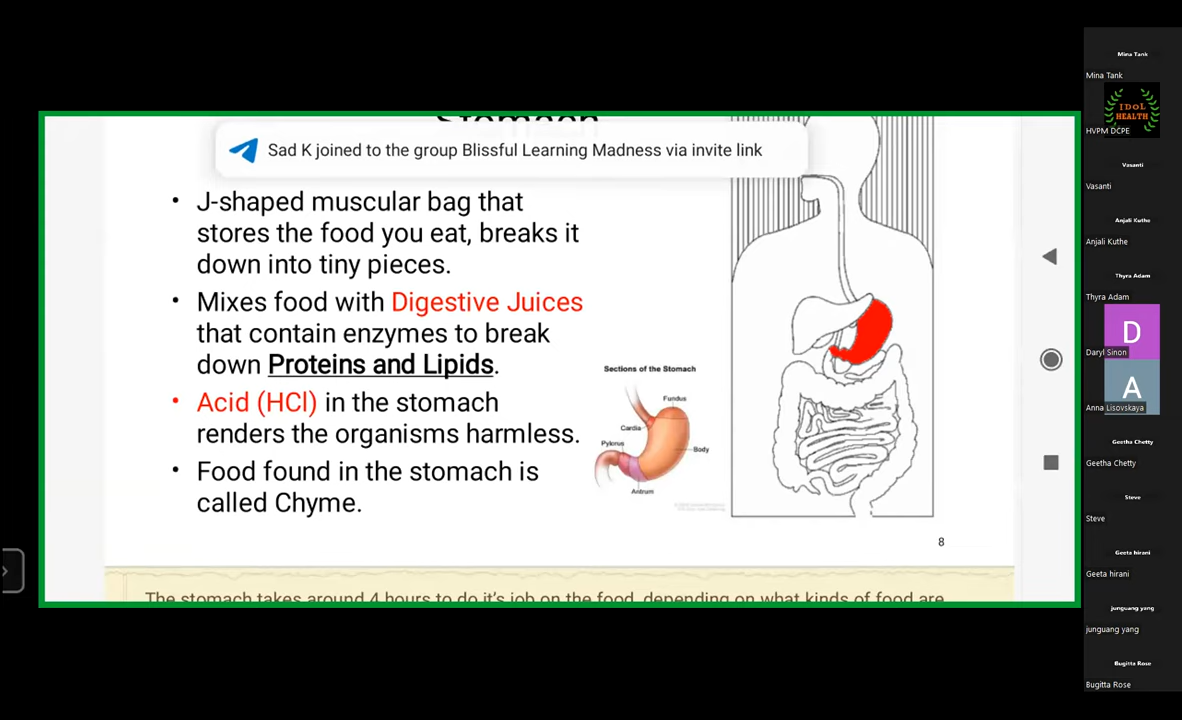 Stomach
Sad K joined to the group Blissful Learning Madness via invite link
• J-shaped muscular bag that
stores the food you eat, breaks it
down into tiny pieces.
• Mixes food with Digestive Juices
that contain enzymes to break
down Proteins and Lipids.
• Acid (HCl) in the stomach
renders the organisms harmless.
• Food found in the stomach is
called Chyme.
Sections of the Stomach
Fundus
Cardia
Pylorus
Body
Antrum
8
The stomach takes around 4 hours to do it's job on the food, depending on what kinds of food are
Mina Tank
Mina Tank
IDOL
HEALTH
HVPM DCPE
Vasanti
Vasanti
Anjali Kuthe
Anjali Kuthe
Thyra Adam
Thyra Adam
D
Daryl Sinon
A
Anna Lisovskaya
Geetha Chetty
Geetha Chetty
Steve
Steve
Geeta hirani
Geeta hirani
junguang yang
junguang yang
Bugitta Rose
Bugitta Rose